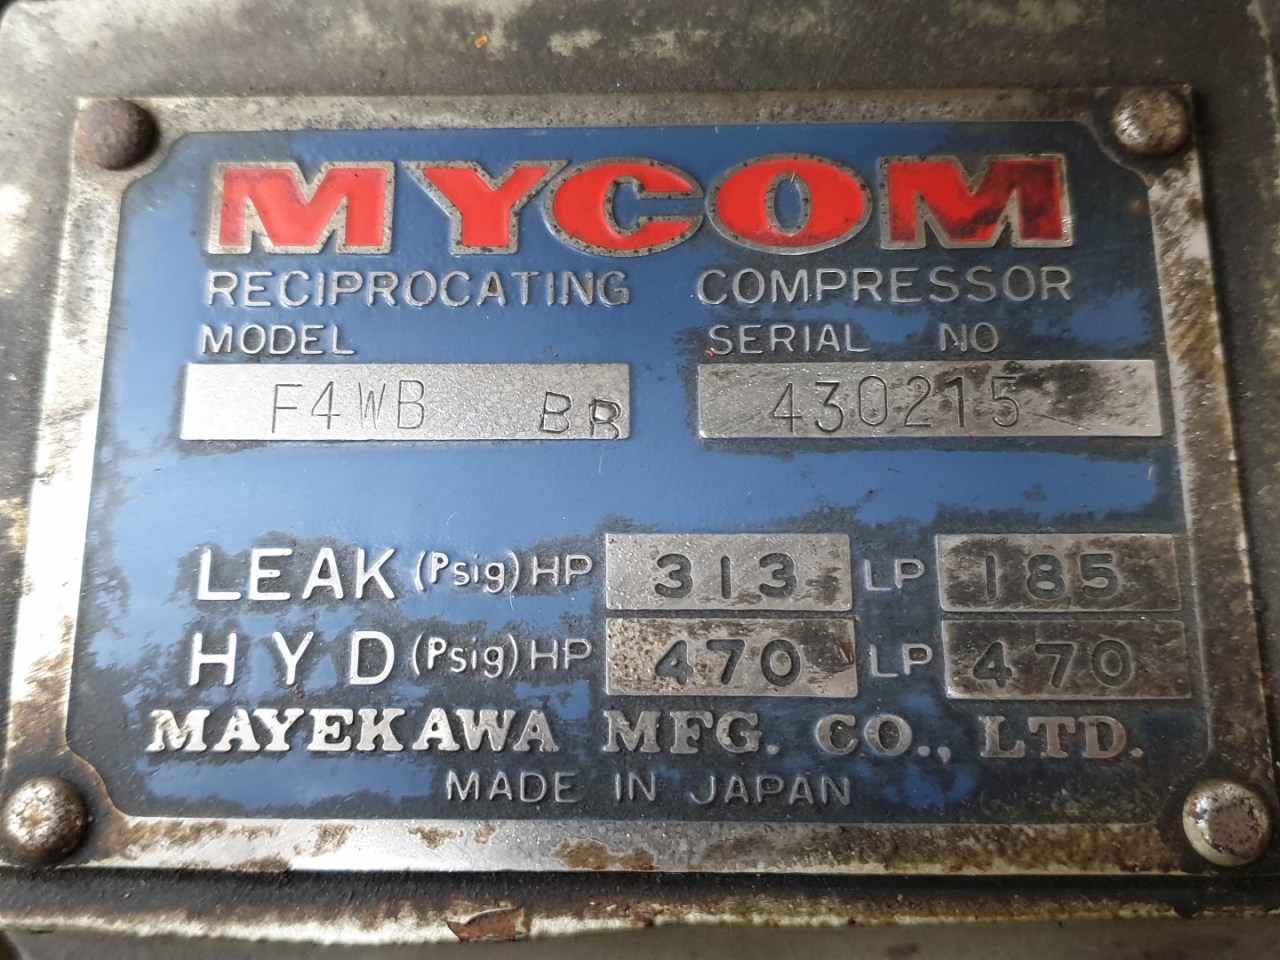 MYCOM
RECIPROCATING COMPRESSOR
MODEL SERIAL NO
F4WB BB 430215
LEAK (Psig) HP 313 LP 185
HYD (Psig) HP 470 LP 470
MAYEKAWA MFG. CO., LTD.
MADE IN JAPAN